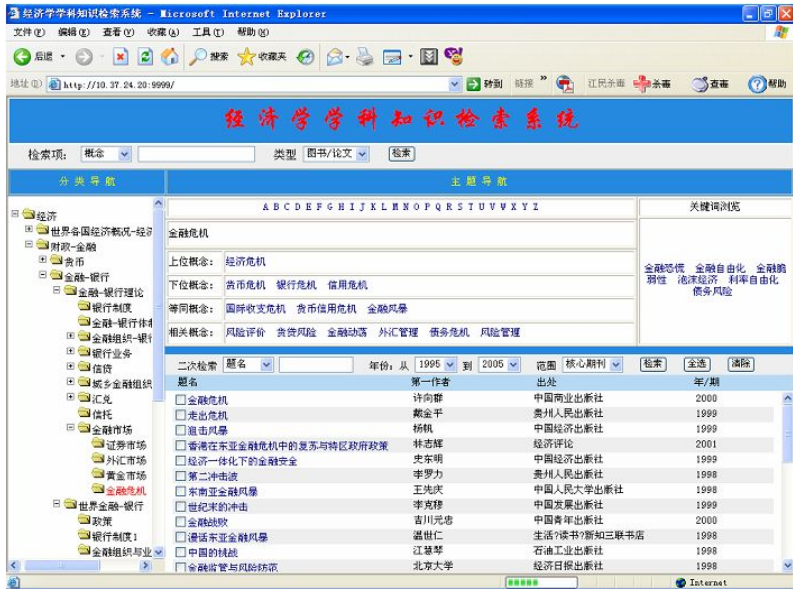 经济学学科知识检索系统 - Microsoft Internet Explorer
文件(F) 编辑(E) 查看(V) 收藏(A) 工具(T) 帮助(H)
后退 搜索 收藏夹
地址(D) http://10.37.24.20:9999/ 转到 链接 » 江民杀毒 杀毒 查毒 帮助
经济学学科知识检索系统
检索项: 概念 类型 图书/论文 检索
分类导航 主题导航
A B C D E F G H I J K L M N O P Q R S T U V W X Y Z 关键词浏览
经济
世界各国经济概况-经济
财政-金融
货币
金融-银行
金融-银行理论
银行制度
金融-银行体制
金融组织-银行
银行业务
信贷
城乡金融组织
汇兑
信托
金融市场
证券市场
外汇市场
黄金市场
金融危机
世界金融-银行
政策
银行制度1
金融组织与业
金融危机
上位概念: 经济危机
下位概念: 货币危机 银行危机 信用危机
等同概念: 国际收支危机 货币信用危机 金融风暴
相关概念: 风险评价 贷货风险 金融动荡 外汇管理 债务危机 风险管理
金融恐慌 金融自由化 金融脆
弱性 泡沫经济 利率自由化
债务风险
二次检索 题名 年份: 从 1995 到 2005 范围 核心期刊 检索 全选 清除
题名 第一作者 出处 年/期
金融危机 许向群 中国商业出版社 2000
走出危机 戴金平 贵州人民出版社 1999
狙击风暴 杨帆 中国经济出版社 1999
香港在东亚金融危机中的复苏与特区政府政策 林志辉 经济评论 2001
经济一体化下的金融安全 史东明 中国经济出版社 1999
第二冲击波 李罗力 贵州人民出版社 1998
东南亚金融风暴 王先庆 中国人民大学出版社 1998
世纪末的冲击 李克穆 中国发展出版社 1998
金融战败 吉川元忠 中国青年出版社 2000
漫话东亚金融风暴 温世仁 生活?读书?新知三联书店 1998
中国的挑战 江慧琴 石油工业出版社 1998
金融监管与风险防范 北京大学 经济日报出版社 1998
Internet